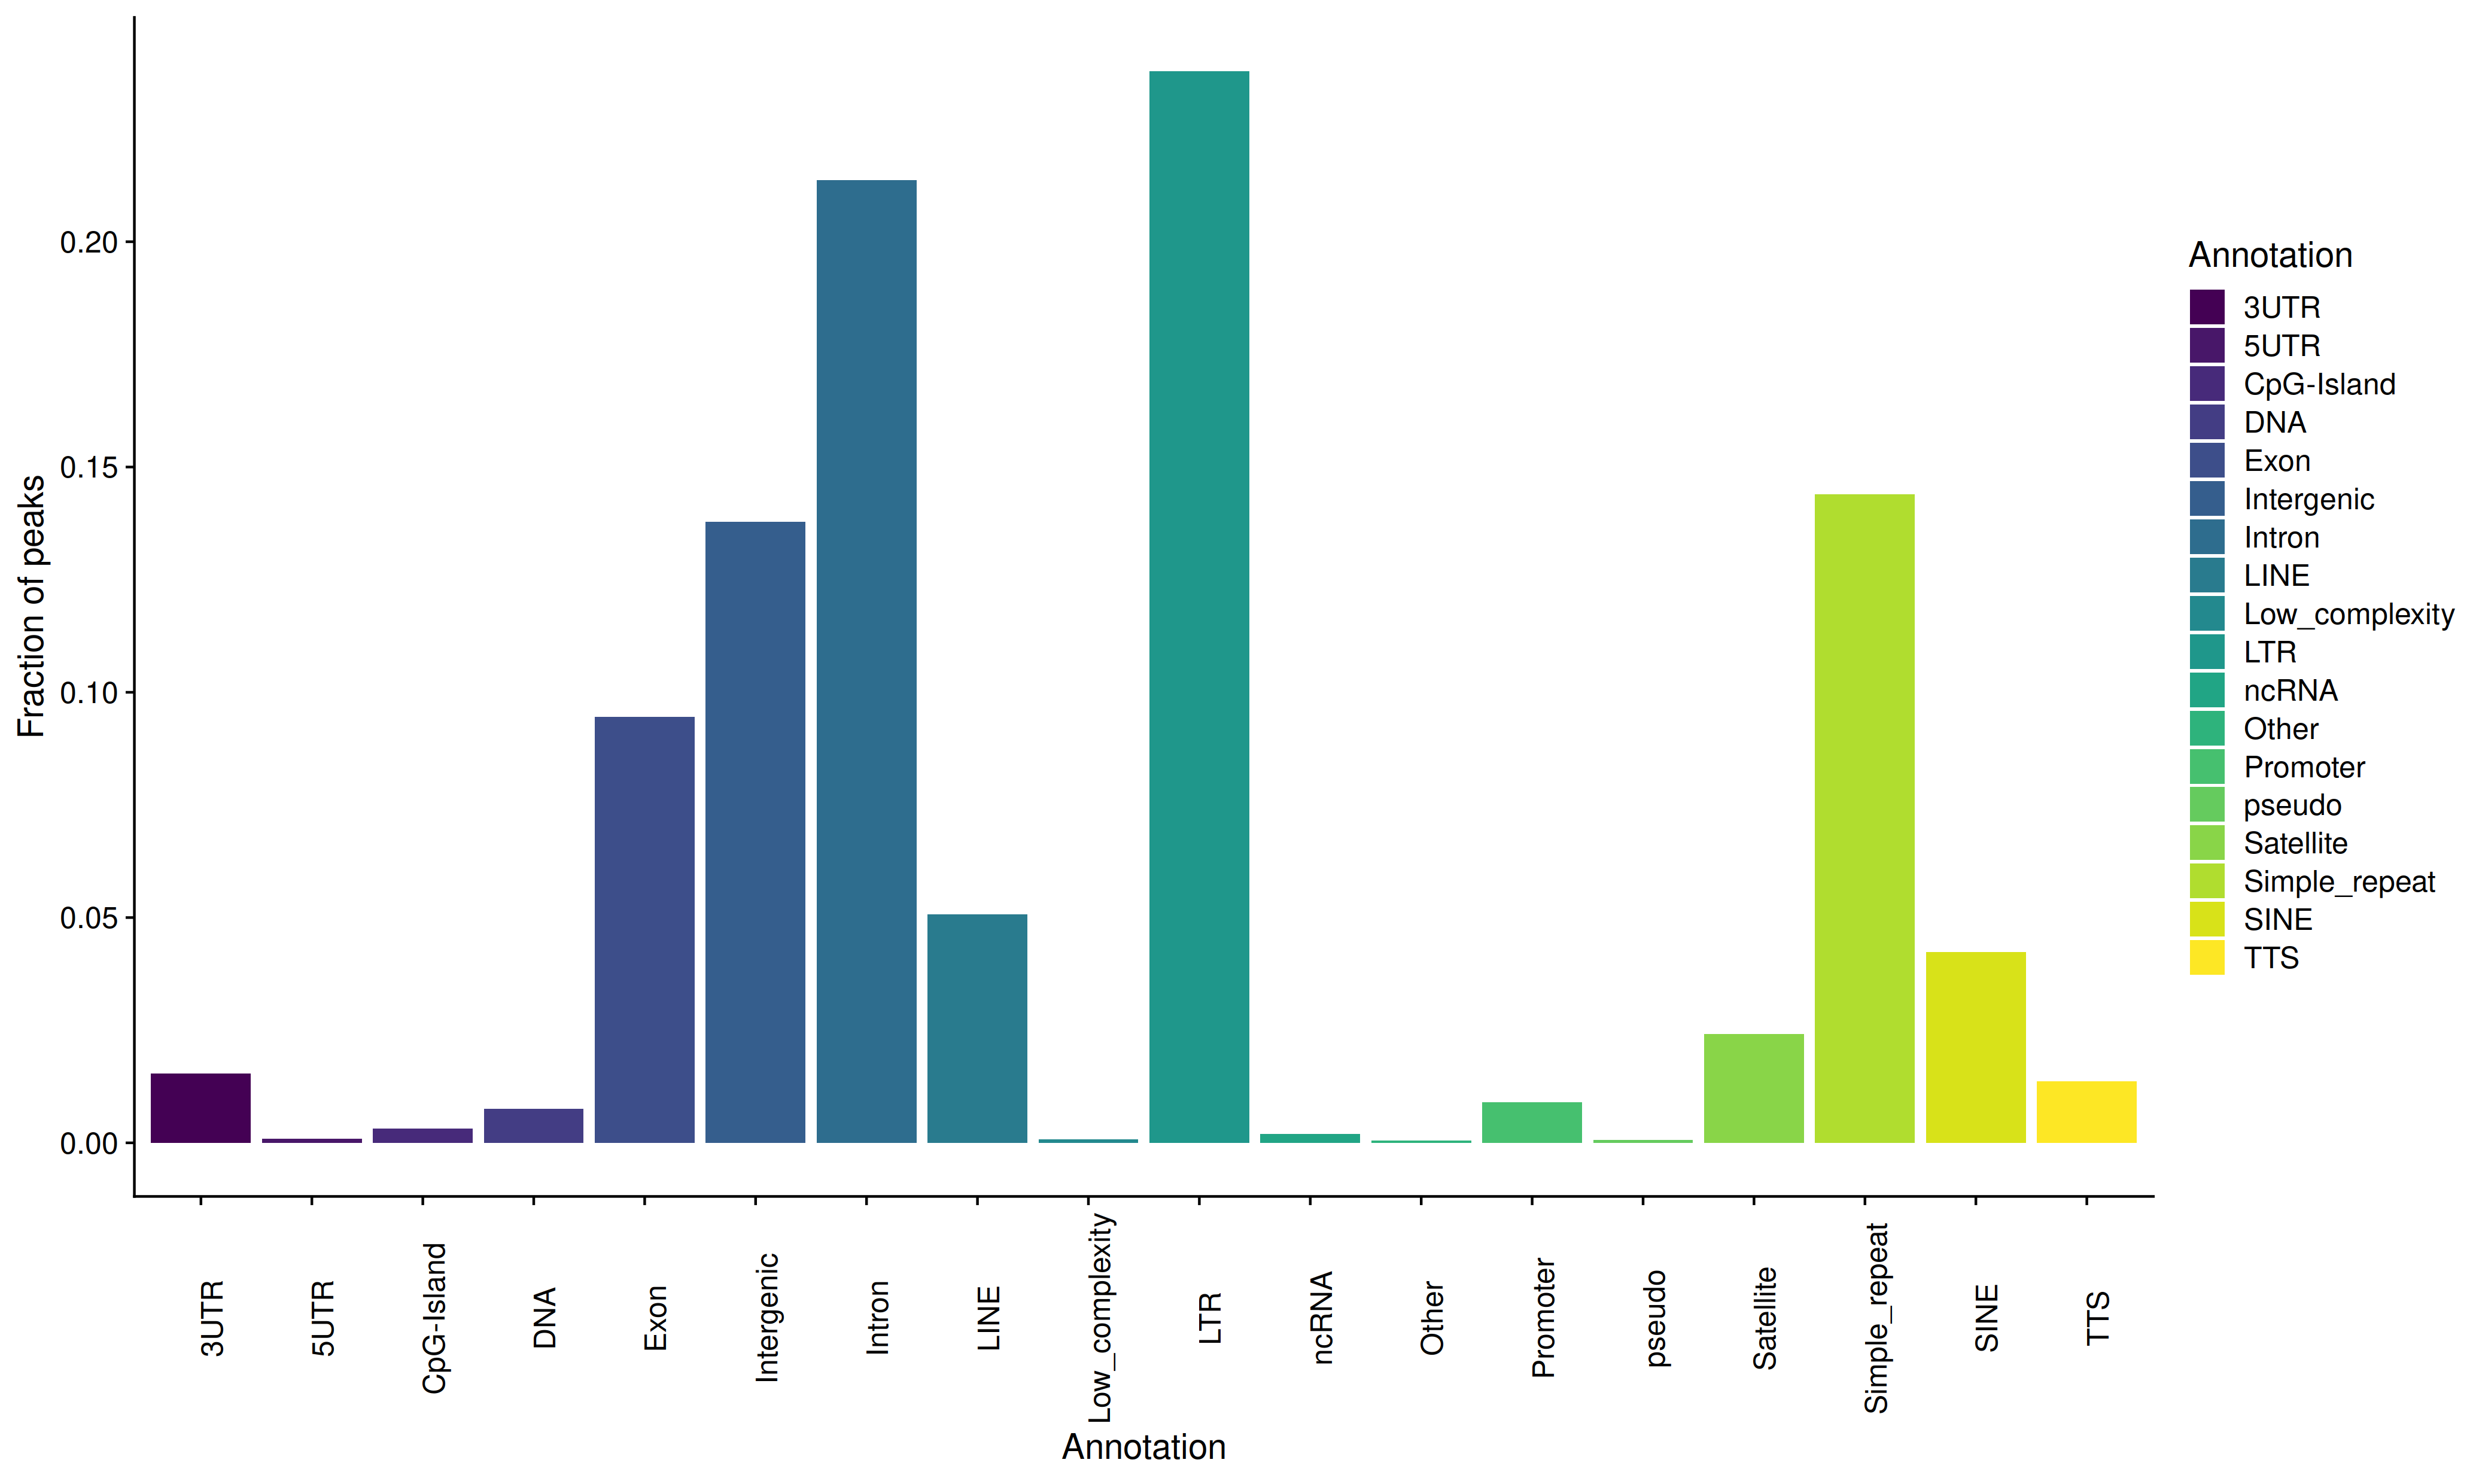 Fraction of peaks
0.20
0.15
0.10
0.05
0.00
3UTR
5UTR
CpG-Island
DNA
Exon
Intergenic
Intron
LINE
Low_complexity
LTR
ncRNA
Other
Promoter
pseudo
Satellite
Simple_repeat
SINE
TTS
Annotation
Annotation
3UTR
5UTR
CpG-Island
DNA
Exon
Intergenic
Intron
LINE
Low_complexity
LTR
ncRNA
Other
Promoter
pseudo
Satellite
Simple_repeat
SINE
TTS